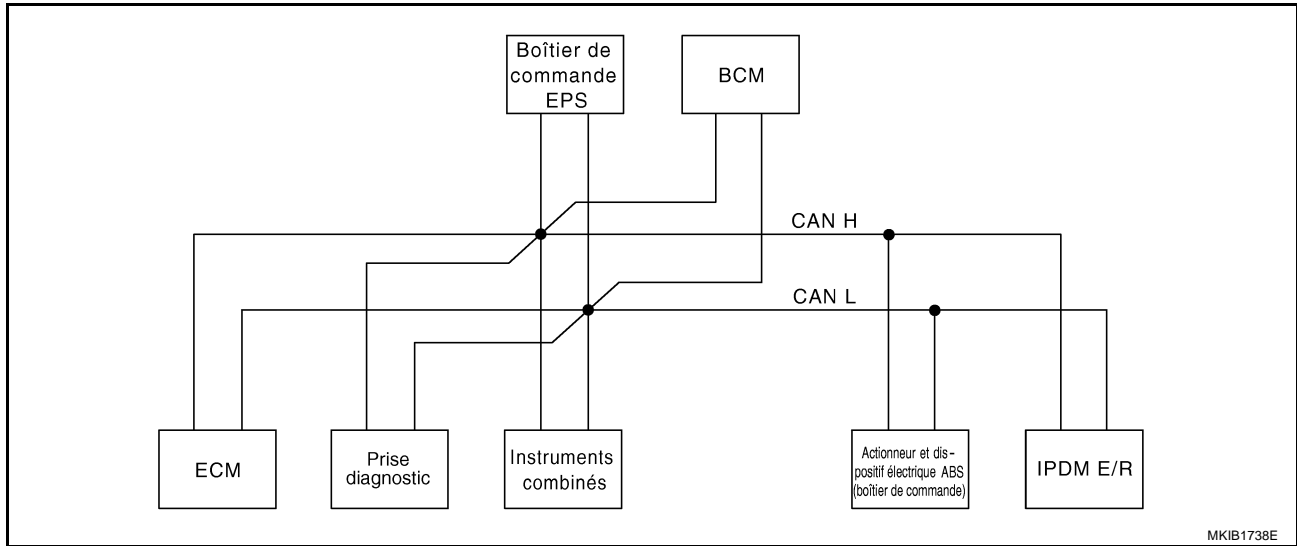 Boîtier de
commande
EPS
BCM
CAN H
CAN L
ECM
Prise
diagnostic
Instruments
combinés
Actionneur et dis-
positif électrique ABS
(boîtier de commande)
IPDM E/R
MKIB1738E